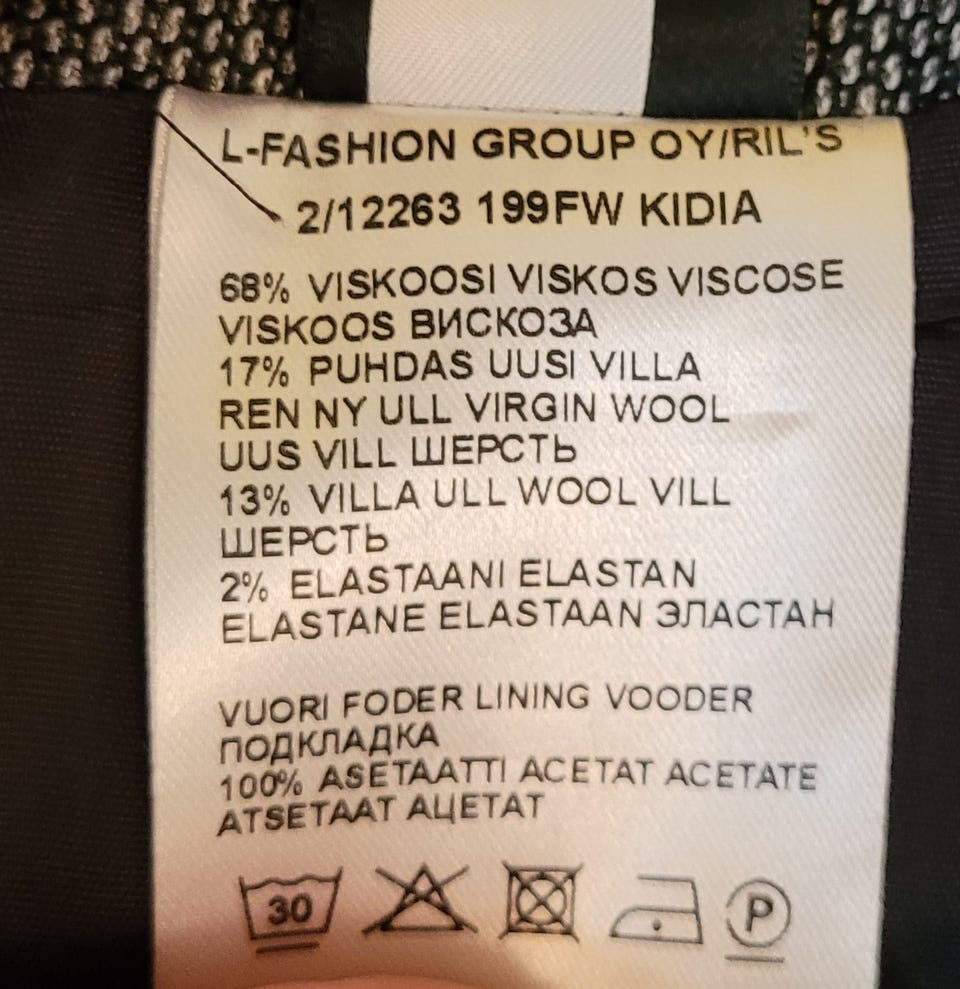 L-FASHION GROUP OY/RIL'S
2/12263 199FW KIDIA
68% VISKOOSI VISKOS VISCOSE
VISKOOS ВИСКОЗА
17% PUHDAS UUSI VILLA
REN NY ULL VIRGIN WOOL
UUS VILL ШЕРСТЬ
13% VILLA ULL WOOL VILL
ШЕРСТЬ
2% ELASTAANI ELASTAN
ELASTANE ELASTAAN ЭЛАСТАН
VUORI FODER LINING VOODER
ПОДКЛАДКА
100% ASETAATTI ACETAT ACETATE
ATSETAAT АЦЕТАТ
30 P